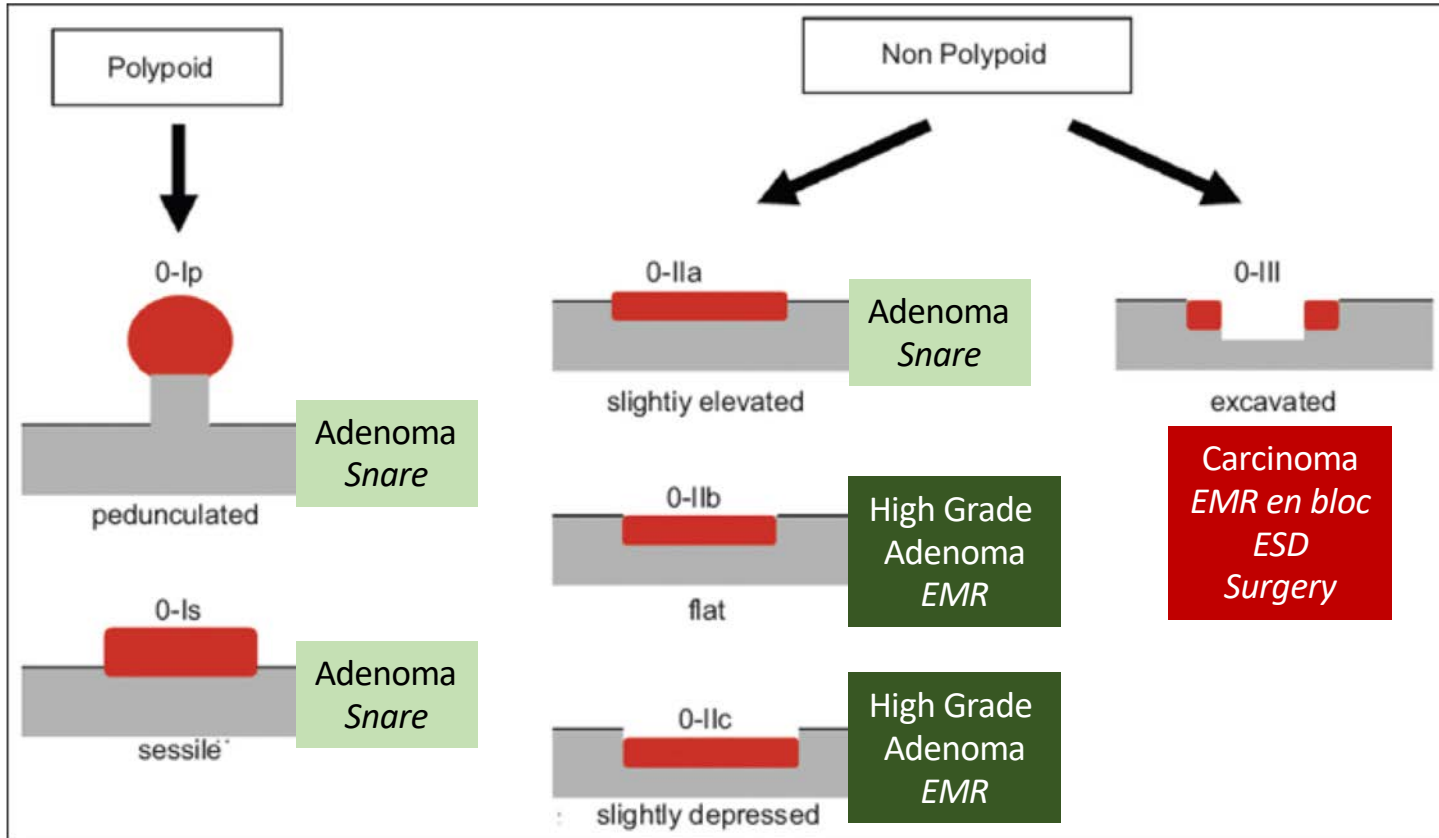 Polypoid
Non Polypoid
0-Ip
Adenoma
Snare
pedunculated
0-Is
Adenoma
Snare
sessile
0-IIa
Adenoma
Snare
slightiy elevated
0-IIb
High Grade
Adenoma
EMR
flat
0-IIc
High Grade
Adenoma
EMR
: slightly depressed
0-III
excavated
Carcinoma
EMR en bloc
ESD
Surgery